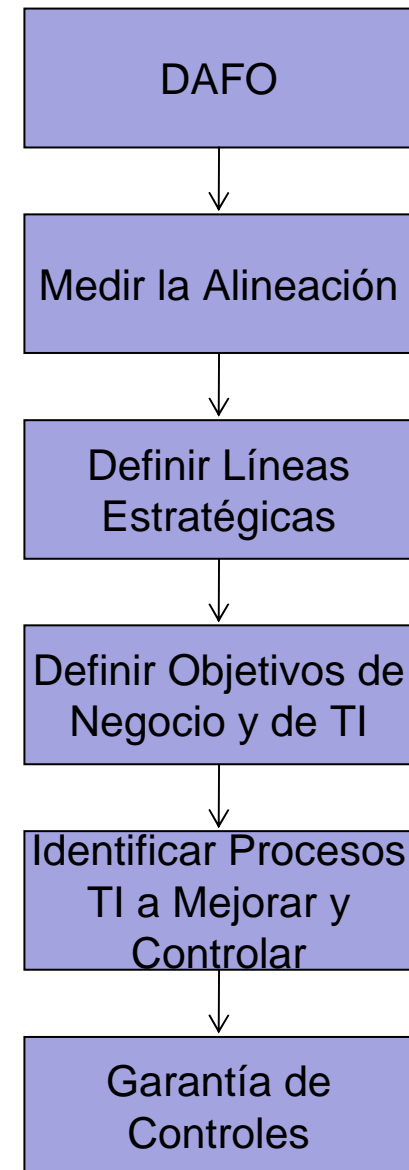 DAFO
Medir la Alineación
Definir Líneas
Estratégicas
Definir Objetivos de
Negocio y de TI
Identificar Procesos
TI a Mejorar y
Controlar
Garantía de
Controles